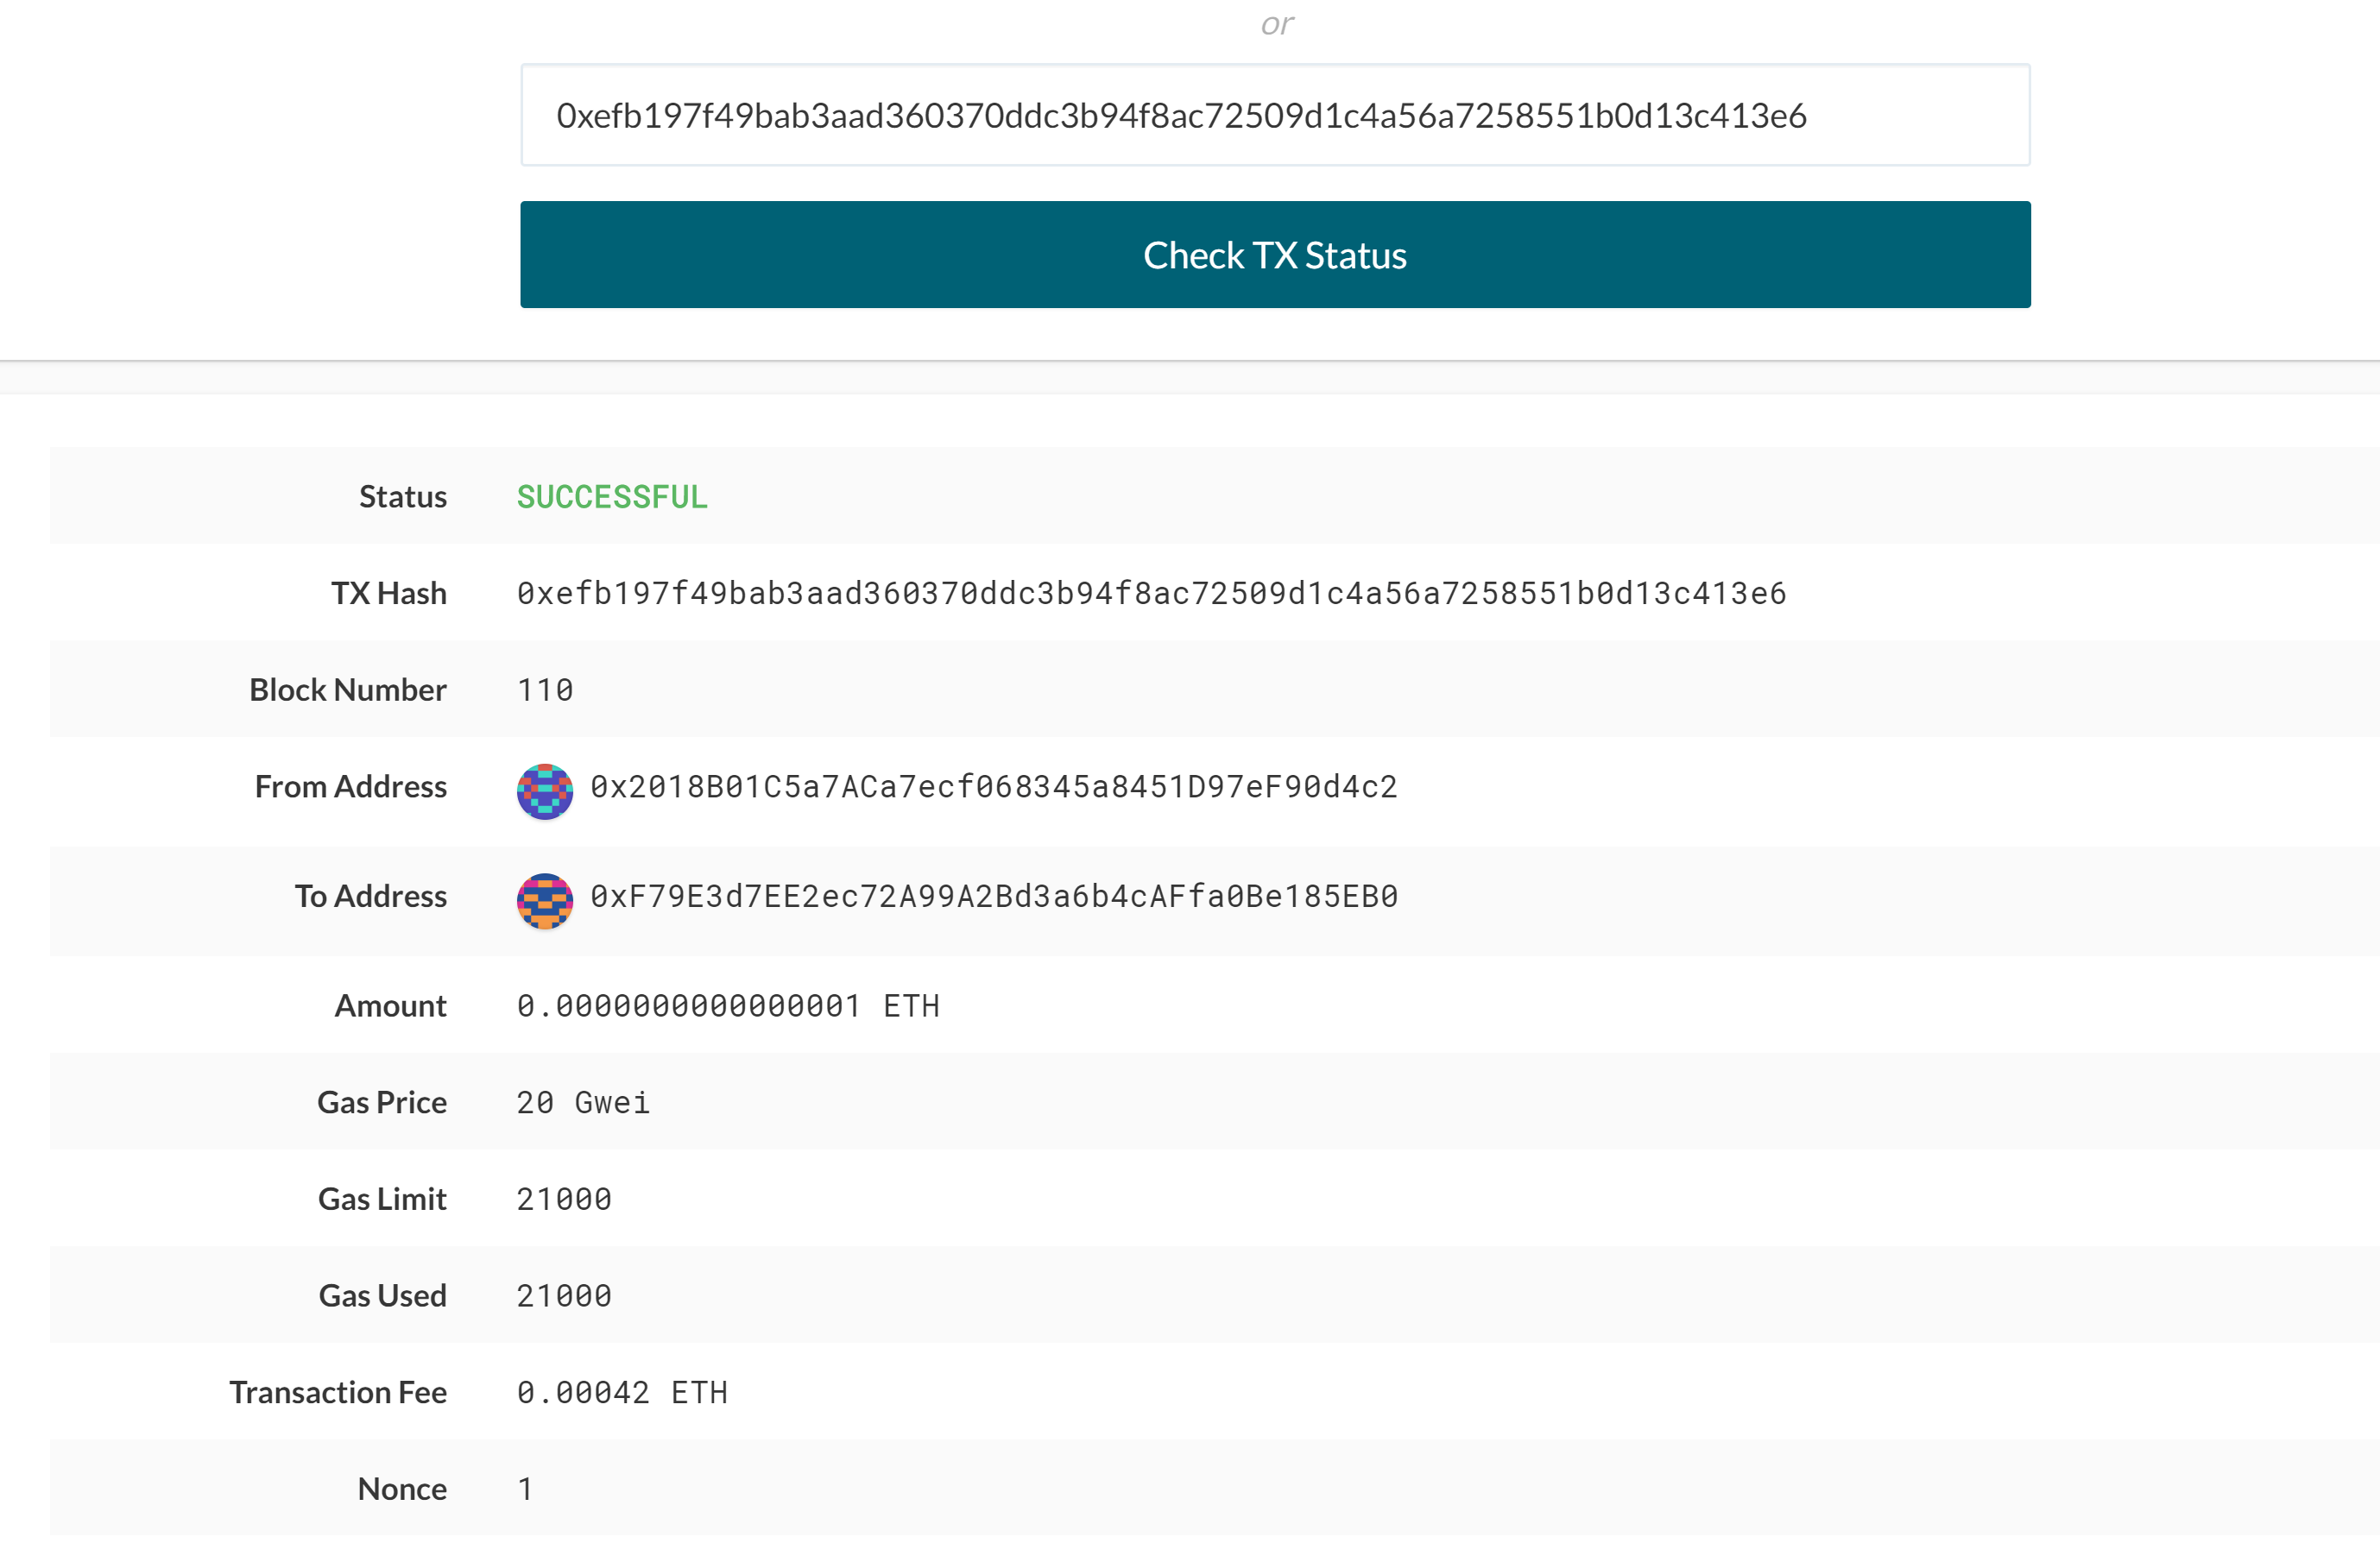 or
0xefb197f49bab3aad360370ddc3b94f8ac72509d1c4a56a7258551b0d13c413e6
Check TX Status
Status SUCCESSFUL
TX Hash 0xefb197f49bab3aad360370ddc3b94f8ac72509d1c4a56a7258551b0d13c413e6
Block Number 110
From Address 0x2018B01C5a7ACa7ecf068345a8451D97eF90d4c2
To Address 0xF79E3d7EE2ec72A99A2Bd3a6b4cAFfa0Be185EB0
Amount 0.0000000000000001 ETH
Gas Price 20 Gwei
Gas Limit 21000
Gas Used 21000
Transaction Fee 0.00042 ETH
Nonce 1